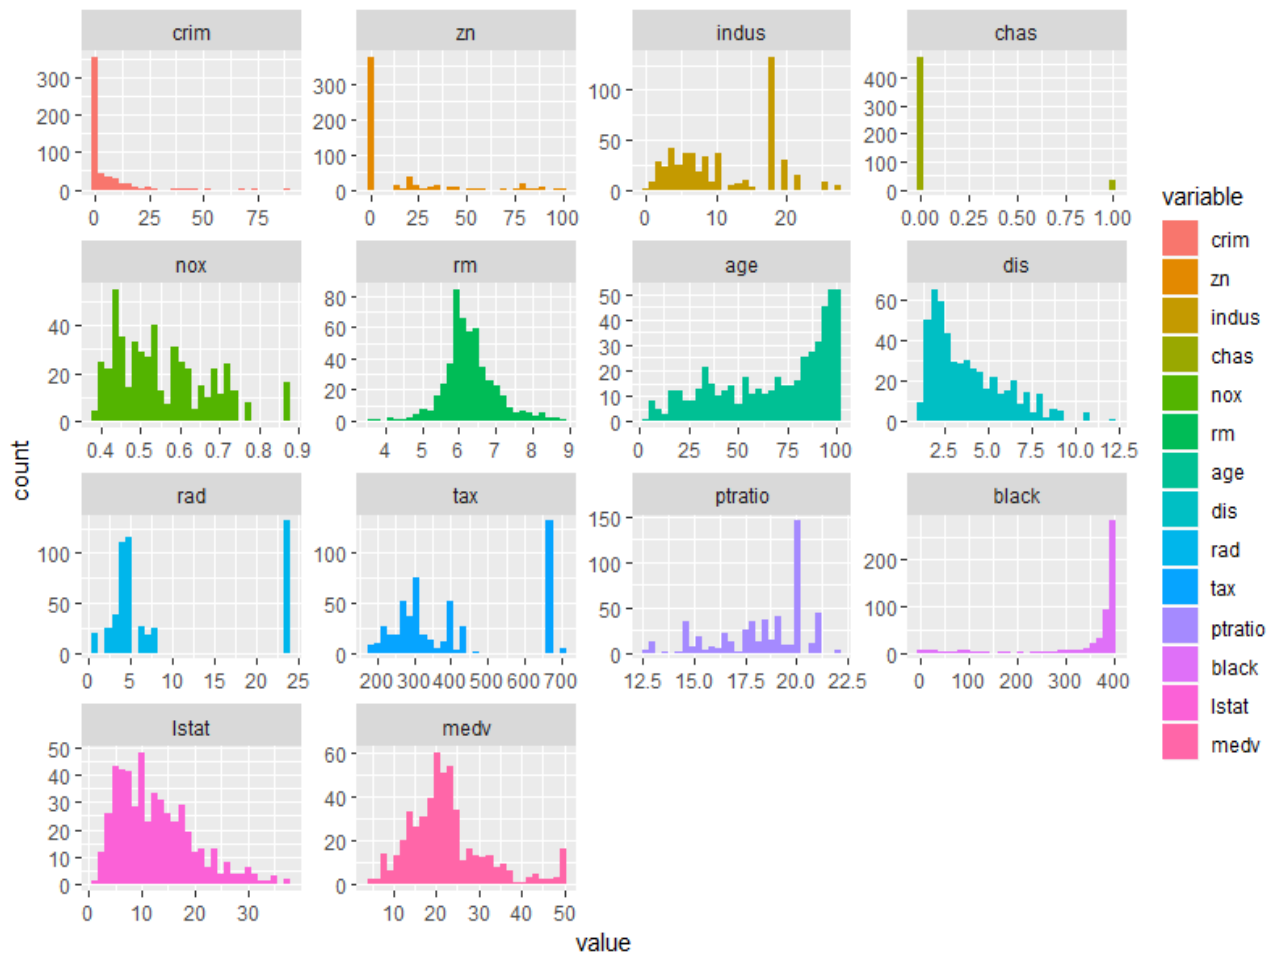 crim zn indus chas
300
200
100
0
0 25 50 75
300
200
100
0
0 25 50 75 100
100
50
0
0 10 20
400
300
200
100
0
0.00 0.25 0.50 0.75 1.00
nox rm age dis
40
20
0
0.4 0.5 0.6 0.7 0.8 0.9
80
60
40
20
0
4 5 6 7 8 9
50
40
30
20
10
0
0 25 50 75 100
60
40
20
0
2.5 5.0 7.5 10.0 12.5
rad tax ptratio black
100
50
0
0 5 10 15 20 25
100
50
0
200 300 400 500 600 700
150
100
50
0
12.5 15.0 17.5 20.0 22.5
200
100
0
0 100 200 300 400
lstat medv
50
40
30
20
10
0
0 10 20 30
60
40
20
0
10 20 30 40 50
count
value
variable
crim
zn
indus
chas
nox
rm
age
dis
rad
tax
ptratio
black
lstat
medv